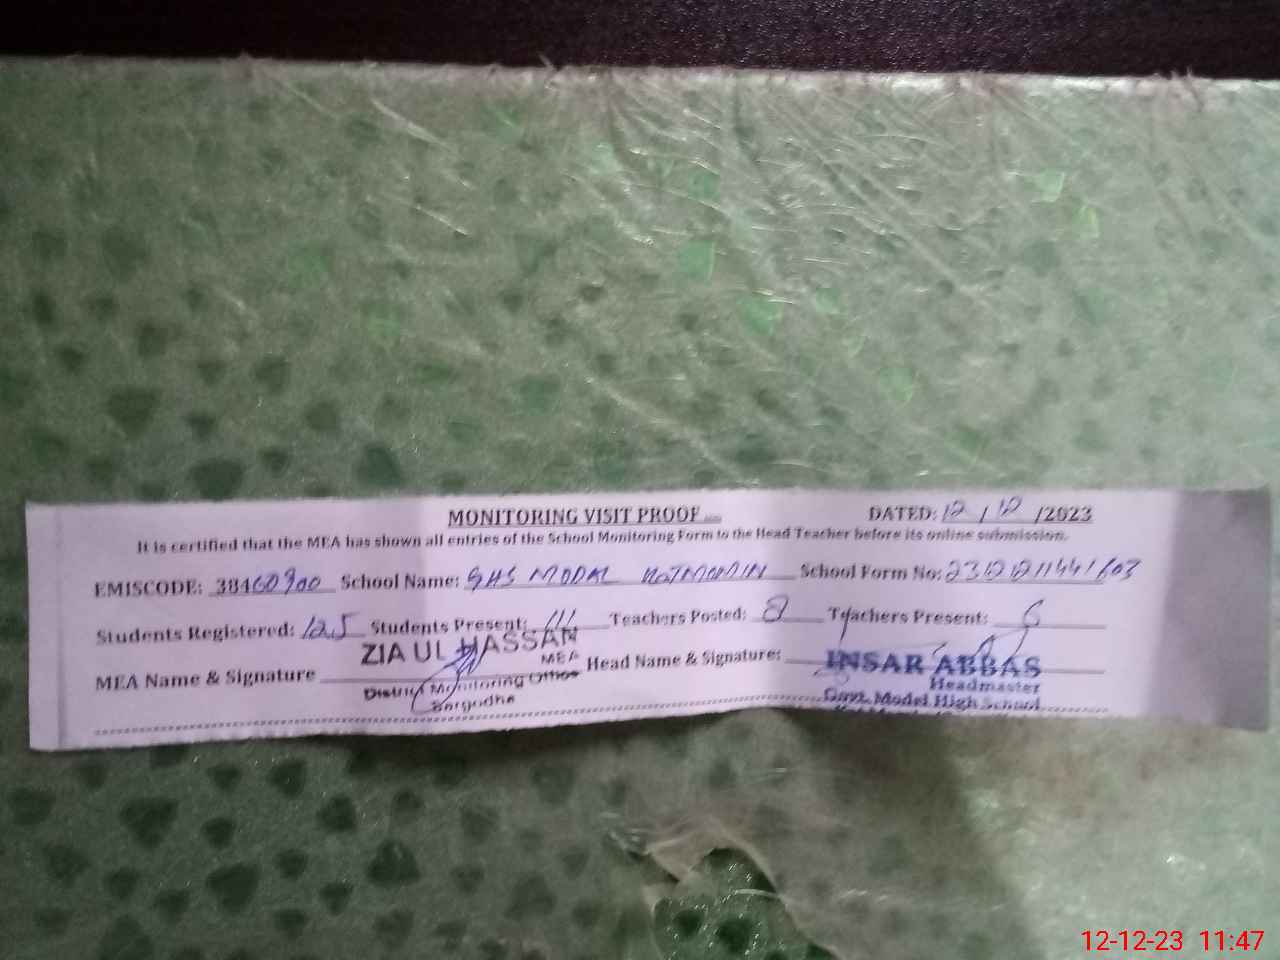 MONITORING VISIT PROOF DATED: 12 / 12 /2023
It is certified that the MEA has shown all entries of the School Monitoring Form to the Head Teacher before its online submission.
EMISCODE: 38460900 School Name: GHS MODAL KOTMOMIN School Form No: 23121211441603
Students Registered: 125 Students Present: 111 Teachers Posted: 8 Teachers Present: 6
MEA Name & Signature ZIA UL HASSAN Head Name & Signature: INSAR ABBAS
MEA Headmaster
District Monitoring Office Govt. Model High School
Sargodha
12-12-23 11:47